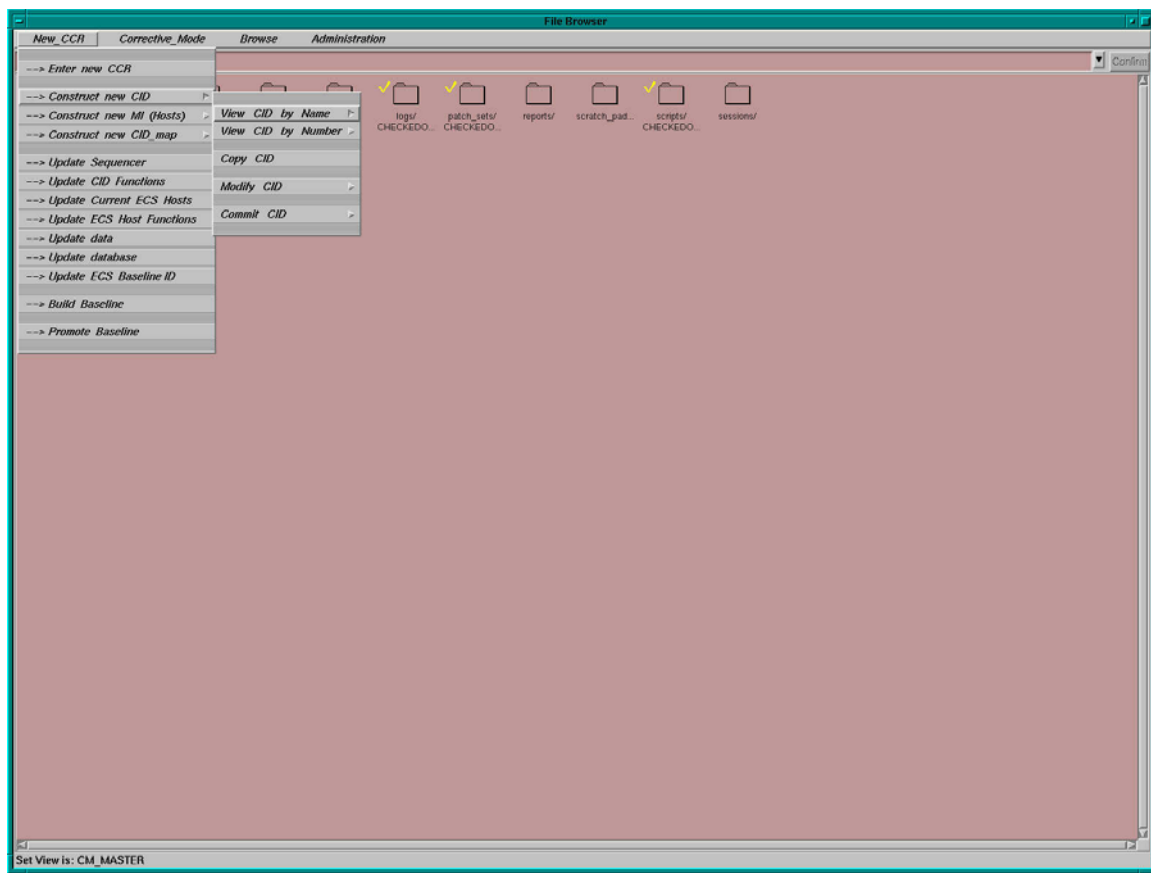 File Browser
New_CCR Corrective_Mode Browse Administration
--> Enter new CCR
Confirm
--> Construct new CID
--> Construct new MI (Hosts)
--> Construct new CID_map
--> Update Sequencer
--> Update CID Functions
--> Update Current ECS Hosts
--> Update ECS Host Functions
--> Update data
--> Update database
--> Update ECS Baseline ID
--> Build Baseline
--> Promote Baseline
View CID by Name
View CID by Number
Copy CID
Modify CID
Commit CID
logs/ patch_sets/ reports/ scratch_pad... scripts/ sessions/
CHECKEDO... CHECKEDO... CHECKEDO...
Set View is: CM_MASTER